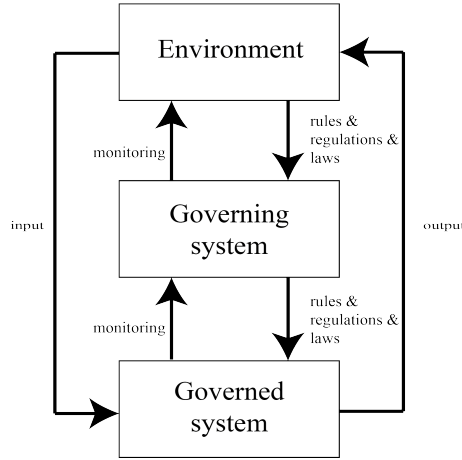 Environment
monitoring
rules &
regulations &
laws
input
Governing
system
output
monitoring
rules &
regulations &
laws
Governed
system